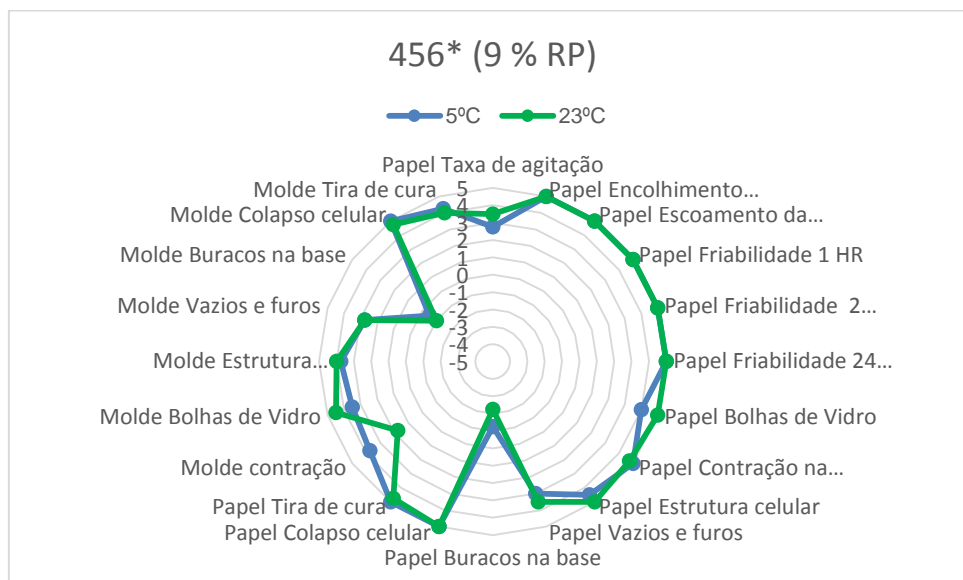 456* (9 % RP)
5ºC
23ºC
Papel Taxa de agitação
Papel Encolhimento...
Papel Escoamento da...
Papel Friabilidade 1 HR
Papel Friabilidade 2...
Papel Friabilidade 24...
Papel Bolhas de Vidro
Papel Contração na...
Papel Estrutura celular
Papel Vazios e furos
Papel Buracos na base
Papel Colapso celular
Papel Tira de cura
Molde contração
Molde Bolhas de Vidro
Molde Estrutura...
Molde Vazios e furos
Molde Buracos na base
Molde Colapso celular
Molde Tira de cura
5
4
3
2
1
0
-1
-2
-3
-4
-5